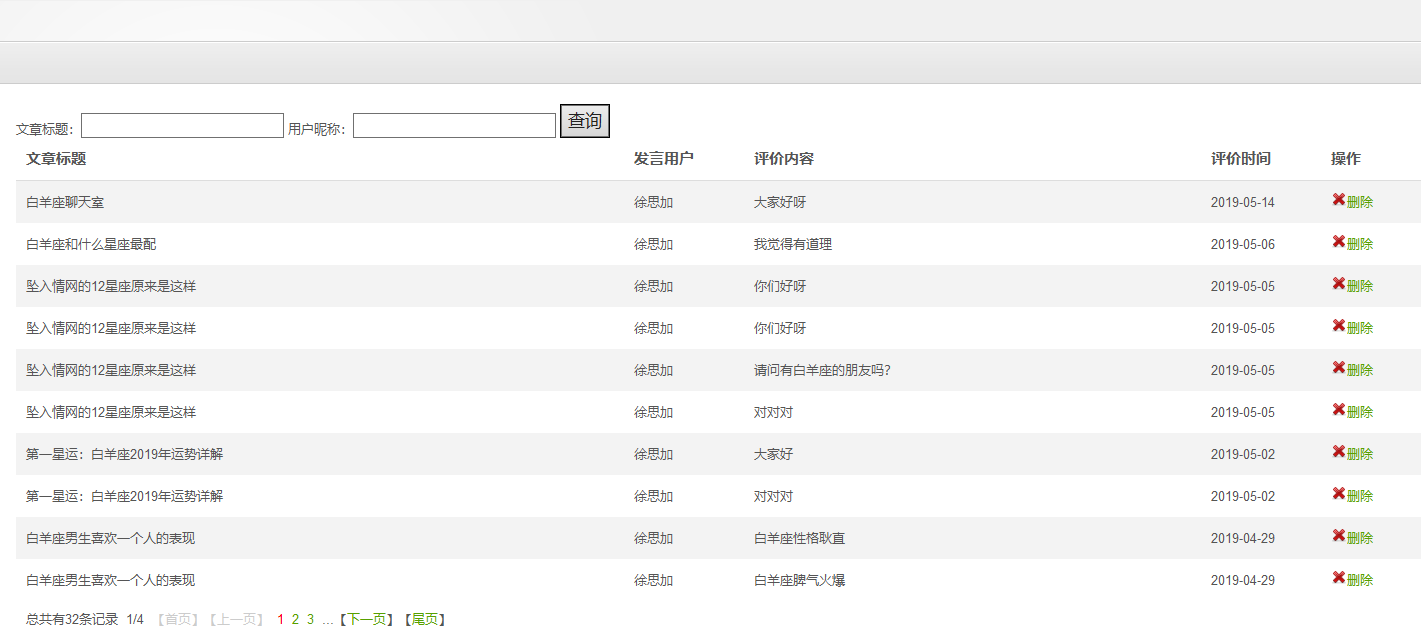 文章标题： 用户昵称： 查询
文章标题 发言用户 评价内容 评价时间 操作
白羊座聊天室 徐思加 大家好呀 2019-05-14 删除
白羊座和什么星座最配 徐思加 我觉得有道理 2019-05-06 删除
坠入情网的12星座原来是这样 徐思加 你们好呀 2019-05-05 删除
坠入情网的12星座原来是这样 徐思加 你们好呀 2019-05-05 删除
坠入情网的12星座原来是这样 徐思加 请问有白羊座的朋友吗? 2019-05-05 删除
坠入情网的12星座原来是这样 徐思加 对对对 2019-05-05 删除
第一星运：白羊座2019年运势详解 徐思加 大家好 2019-05-02 删除
第一星运：白羊座2019年运势详解 徐思加 对对对 2019-05-02 删除
白羊座男生喜欢一个人的表现 徐思加 白羊座性格耿直 2019-04-29 删除
白羊座男生喜欢一个人的表现 徐思加 白羊座脾气火爆 2019-04-29 删除
总共有32条记录 1/4 【首页】【上一页】 1 2 3 ...【下一页】【尾页】